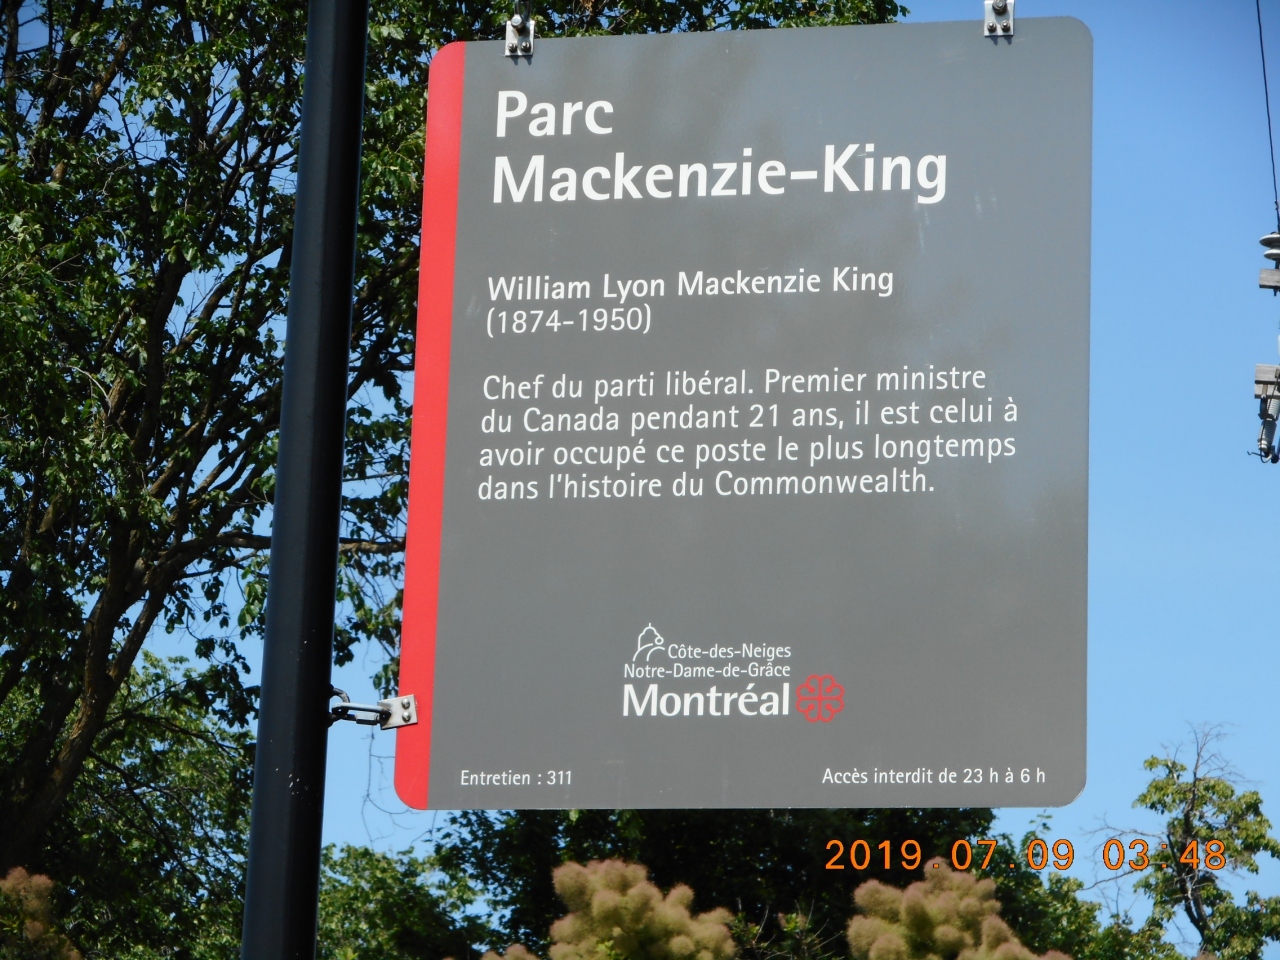 Parc
Mackenzie-King
William Lyon Mackenzie King
(1874-1950)
Chef du parti libéral. Premier ministre
du Canada pendant 21 ans, il est celui à
avoir occupé ce poste le plus longtemps
dans l'histoire du Commonwealth.
Côte-des-Neiges
Notre-Dame-de-Grâce
Montréal
Entretien : 311
Accès interdit de 23 h à 6 h
2019.07.09 03:48